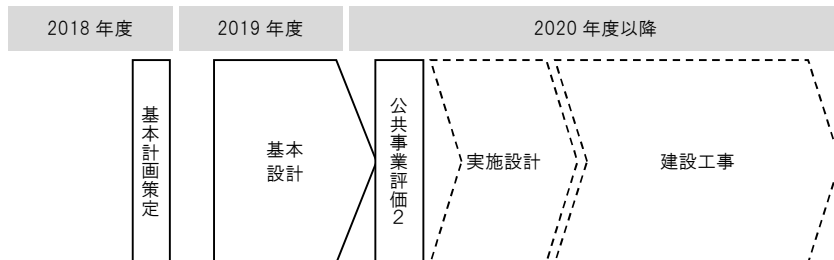 2018 年度
2019 年度
2020 年度以降
基本計画策定
基本
設計
公共事業評価２
実施設計
建設工事